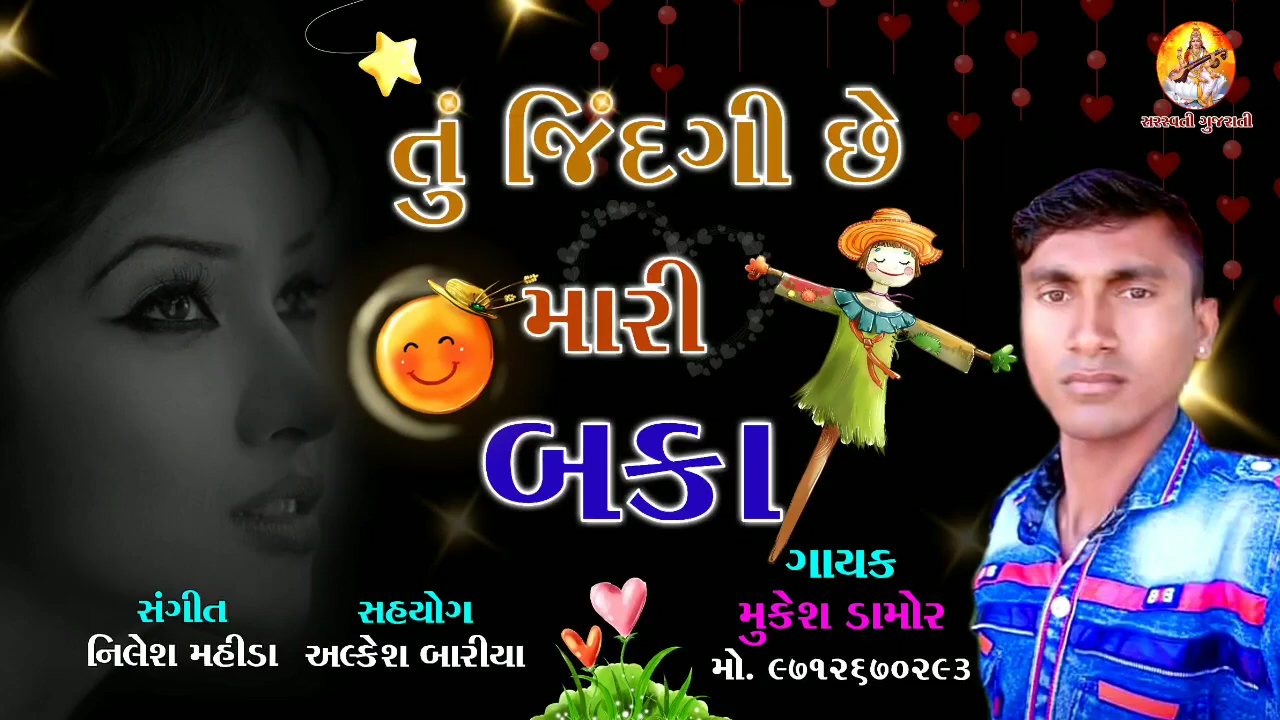 સરસ્વતી ગુજરાતી
તું જિંદગી છે
મારી
બકા
ગાયક
મુકેશ ડામોર
મો. ૯૭૧૨૬૭૦૨૯૩
સંગીત
નિલેશ મહીડા
સહયોગ
અલ્કેશ બારીયા